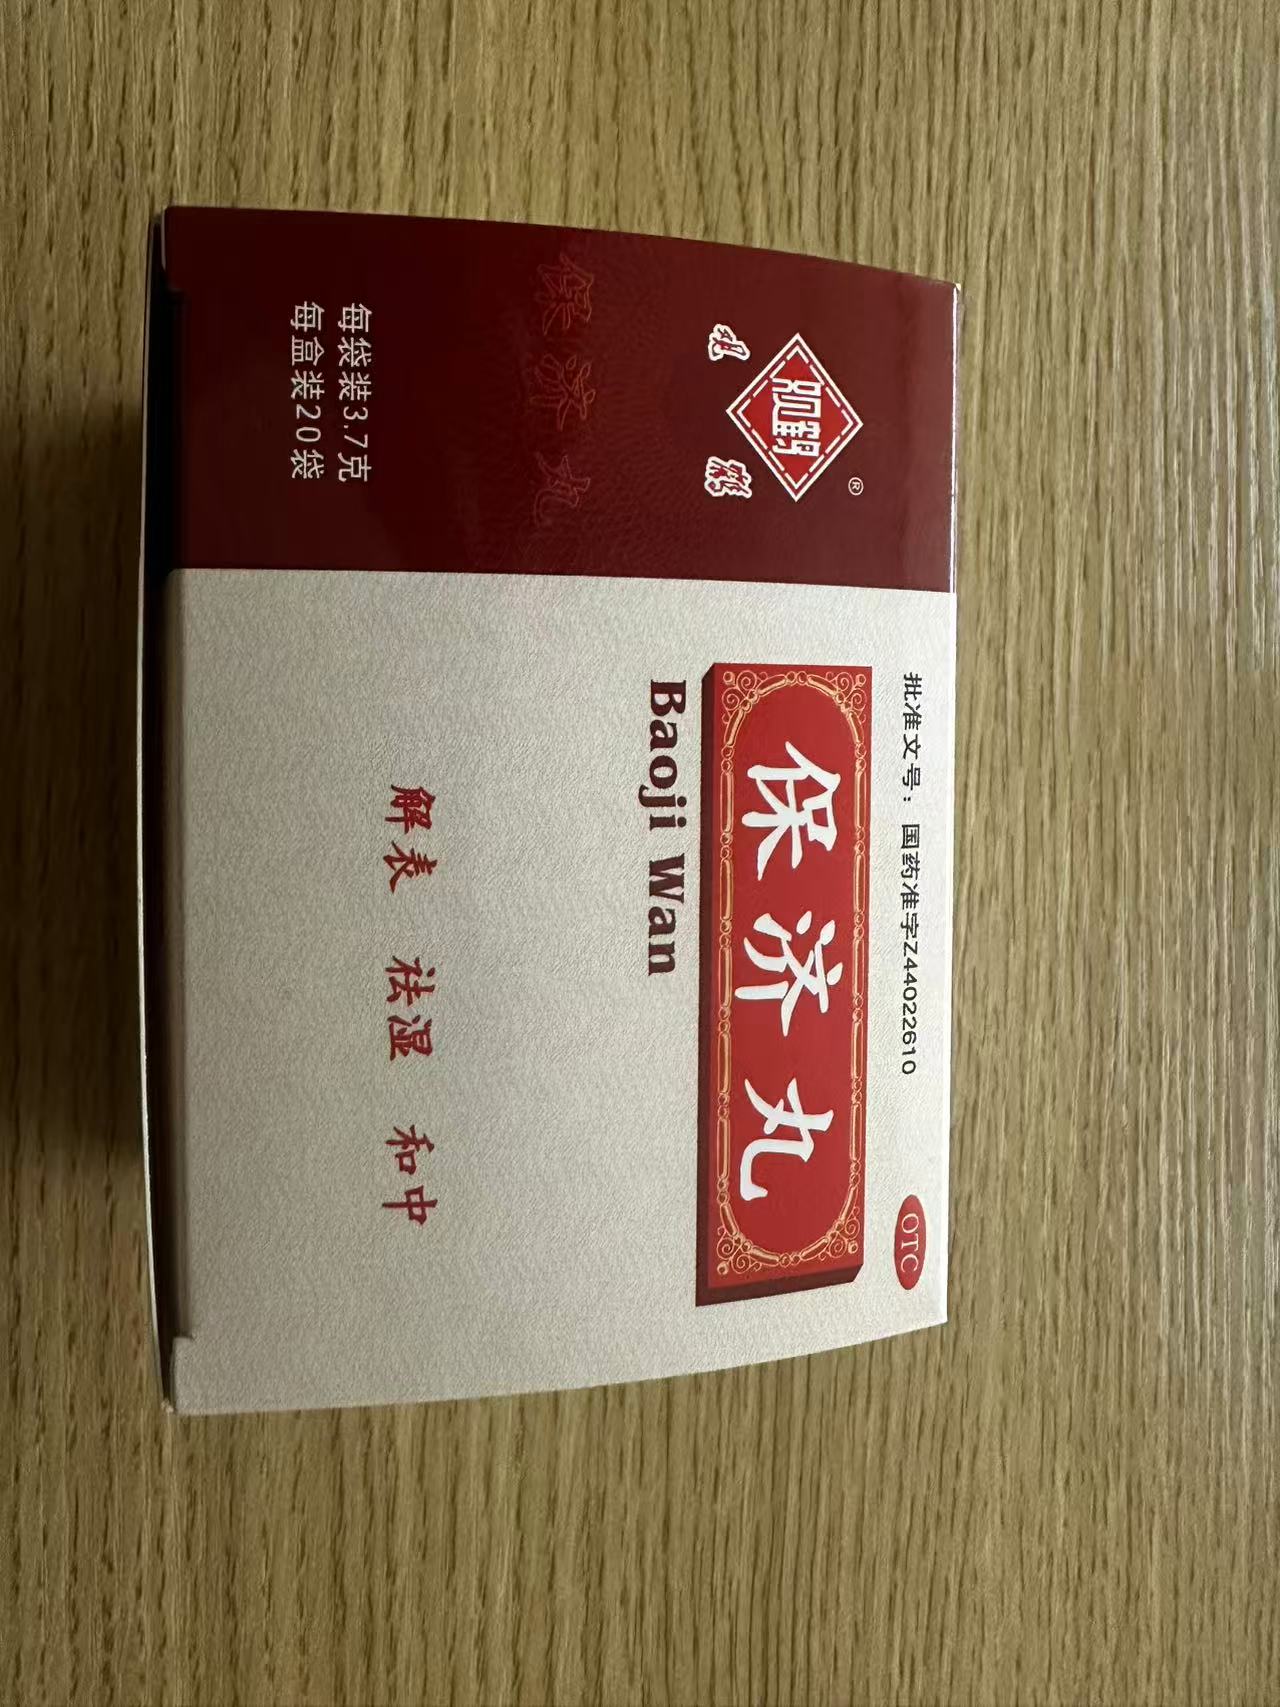 ®
批准文号：国药准字Z44022610
OTC
保济丸
Baoji Wan
保济丸
每袋装3.7克
每盒装20袋
解表 祛湿 和中